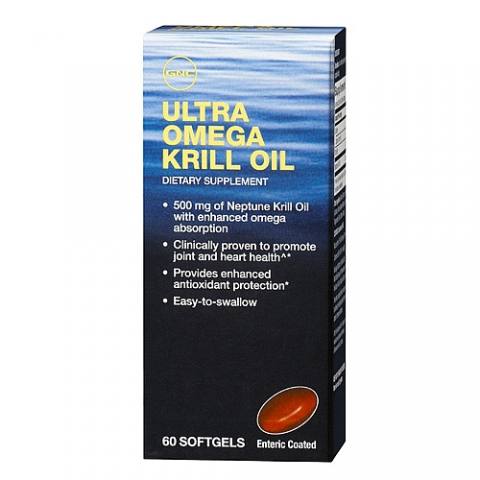 GNC
ULTRA
OMEGA
KRILL OIL
DIETARY SUPPLEMENT
• 500 mg of Neptune Krill Oil
with enhanced omega
absorption
• Clinically proven to promote
joint and heart health^*
• Provides enhanced
antioxidant protection*
• Easy-to-swallow
60 SOFTGELS
Enteric Coated